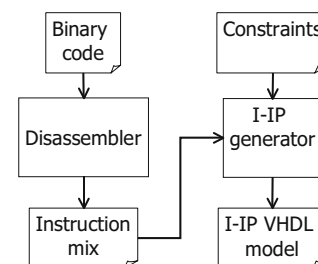 Binary
code
Constraints
Disassembler
I-IP
generator
Instruction
mix
I-IP VHDL
model